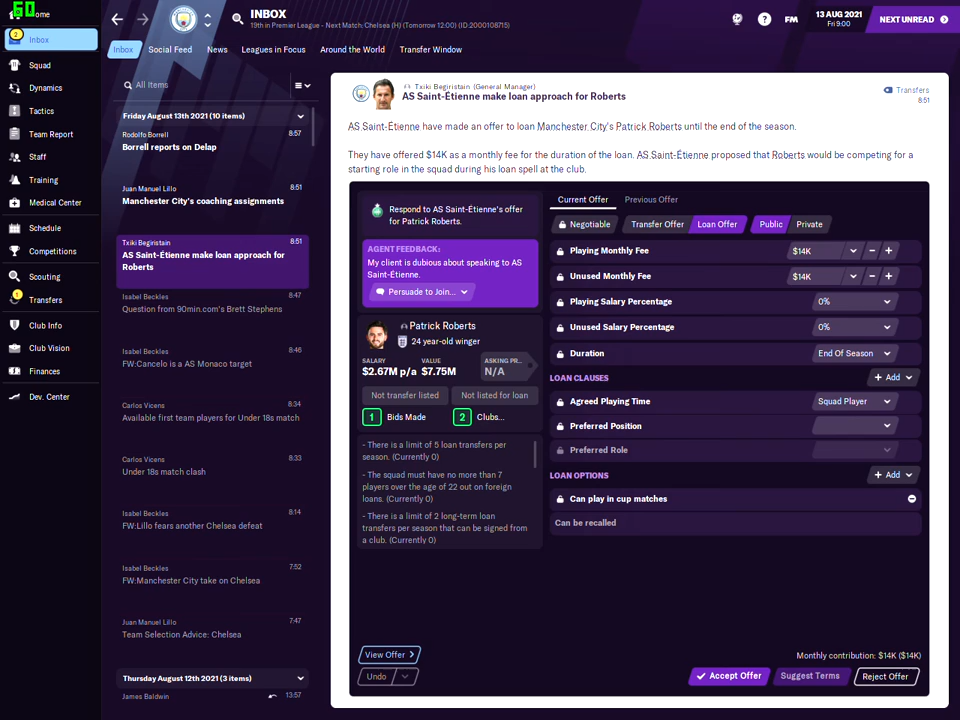 60
ome
INBOX
19th in Premier League - Next Match: Chelsea (H) (Tomorrow 12:00) (ID:2000108715)
FM
13 AUG 2021
Fri 9:00
NEXT UNREAD
2
Inbox
Squad
Dynamics
Tactics
Team Report
Staff
Training
Medical Center
Schedule
Competitions
Scouting
1
Transfers
Club Info
Club Vision
Finances
Dev. Center
Inbox
Social Feed
News
Leagues in Focus
Around the World
Transfer Window
All Items
Friday August 13th 2021 (10 items)
Rodolfo Borrell 8:57
Borrell reports on Delap
Juan Manuel Lillo 8:51
Manchester City's coaching assignments
Txiki Begiristain 8:51
AS Saint-Étienne make loan approach for
Roberts
Isabel Beckles 8:47
Question from 90min.com's Brett Stephens
Isabel Beckles 8:46
FW:Cancelo is a AS Monaco target
Carlos Vicens 8:34
Available first team players for Under 18s match
Carlos Vicens 8:33
Under 18s match clash
Isabel Beckles 8:14
FW:Lillo fears another Chelsea defeat
Isabel Beckles 7:52
FW:Manchester City take on Chelsea
Juan Manuel Lillo 7:47
Team Selection Advice: Chelsea
Thursday August 12th 2021 (3 items)
James Baldwin 13:57
Txiki Begiristain (General Manager)
AS Saint-Étienne make loan approach for Roberts
Transfers
8:51
AS Saint-Étienne have made an offer to loan Manchester City's Patrick Roberts until the end of the season.
They have offered $14K as a monthly fee for the duration of the loan. AS Saint-Étienne proposed that Roberts would be competing for a
starting role in the squad during his loan spell at the club.
Respond to AS Saint-Étienne's offer
for Patrick Roberts.
AGENT FEEDBACK:
My client is dubious about speaking to AS
Saint-Étienne.
Persuade to Join...
Patrick Roberts
24 year-old winger
SALARY VALUE ASKING PR...
$2.67M p/a $7.75M N/A
Not transfer listed Not listed for loan
1 Bids Made 2 Clubs...
- There is a limit of 5 loan transfers per
season. (Currently 0)
- The squad must have no more than 7
players over the age of 22 out on foreign
loans. (Currently 0)
- There is a limit of 2 long-term loan
transfers per season that can be signed from
a club. (Currently 0)
View Offer
Undo
Current Offer Previous Offer
Negotiable Transfer Offer Loan Offer Public Private
Playing Monthly Fee $14K
Unused Monthly Fee $14K
Playing Salary Percentage 0%
Unused Salary Percentage 0%
Duration End Of Season
LOAN CLAUSES + Add
Agreed Playing Time Squad Player
Preferred Position
Preferred Role
LOAN OPTIONS + Add
Can play in cup matches
Can be recalled
Monthly contribution: $14K ($14K)
Accept Offer Suggest Terms Reject Offer